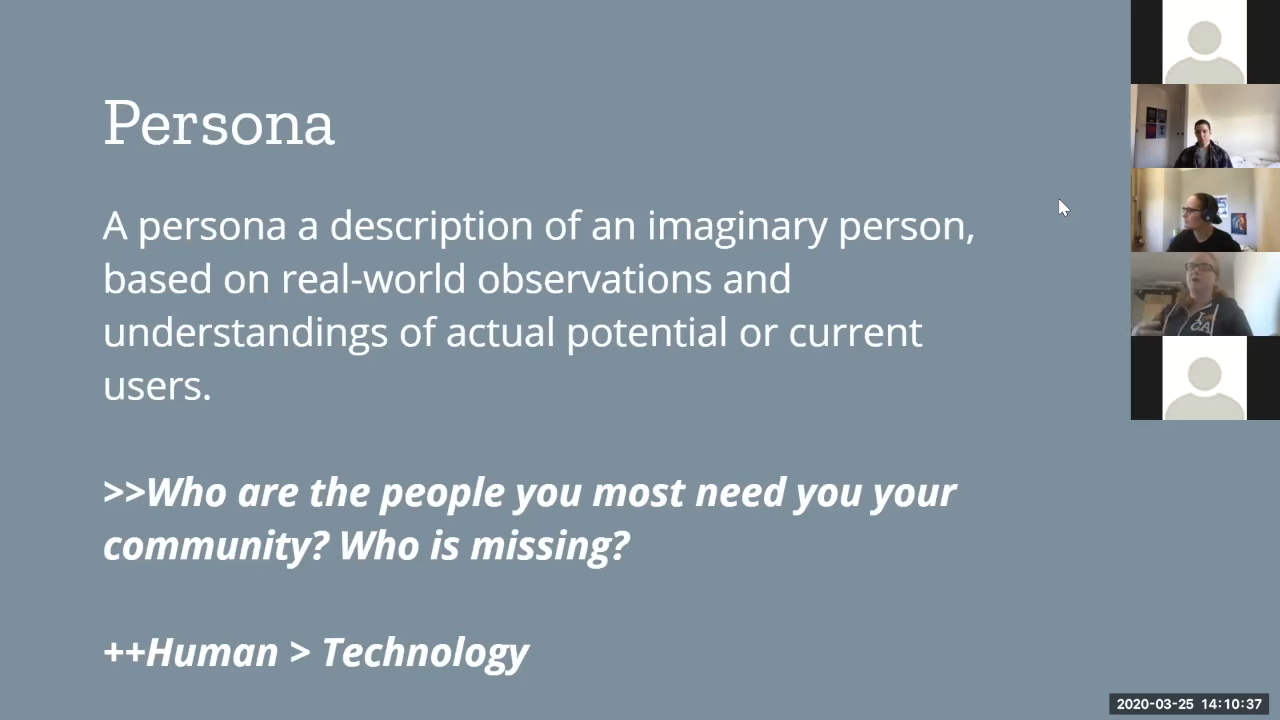 Persona
A persona a description of an imaginary person,
based on real-world observations and
understandings of actual potential or current
users.
>>Who are the people you most need you your
community? Who is missing?
++Human > Technology
CA
2020-03-25 14:10:37